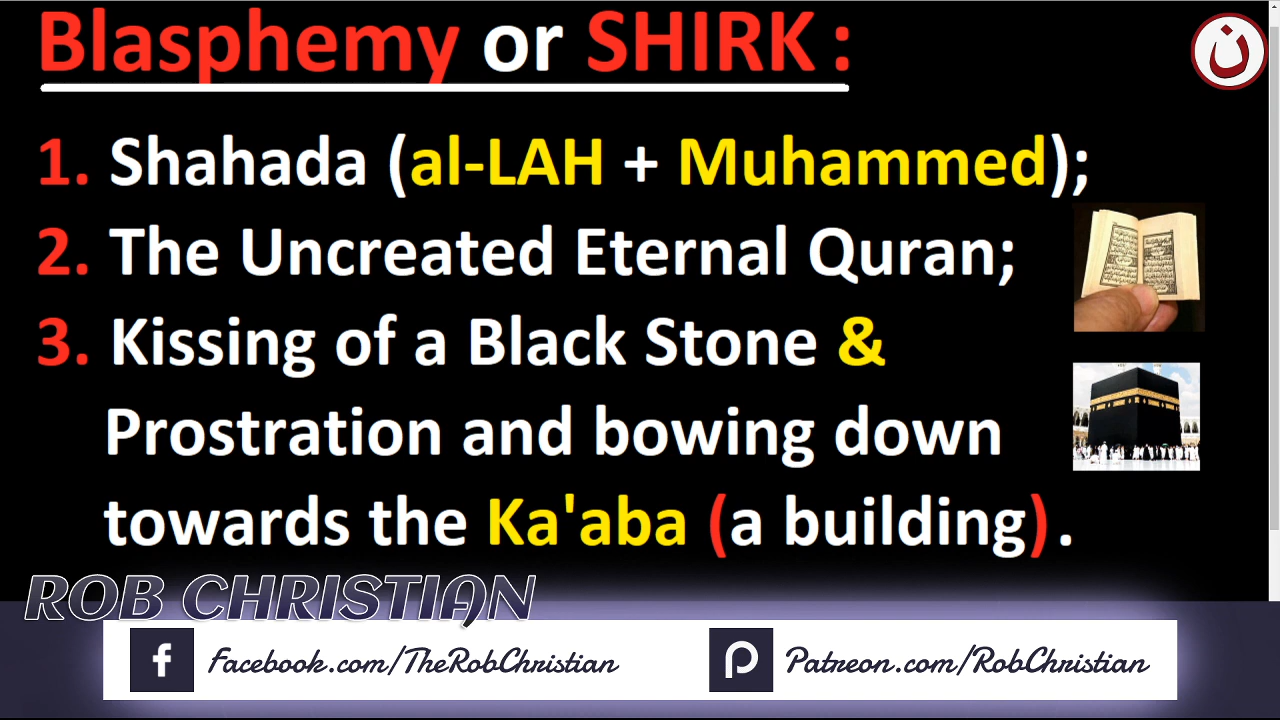 Blasphemy or SHIRK :
ن
1. Shahada (al-LAH + Muhammed);
2. The Uncreated Eternal Quran;
3. Kissing of a Black Stone &
Prostration and bowing down
towards the Ka'aba (a building) .
ROB CHRISTIAN
Facebook.com/TheRobChristian
Patreon.com/RobChristian